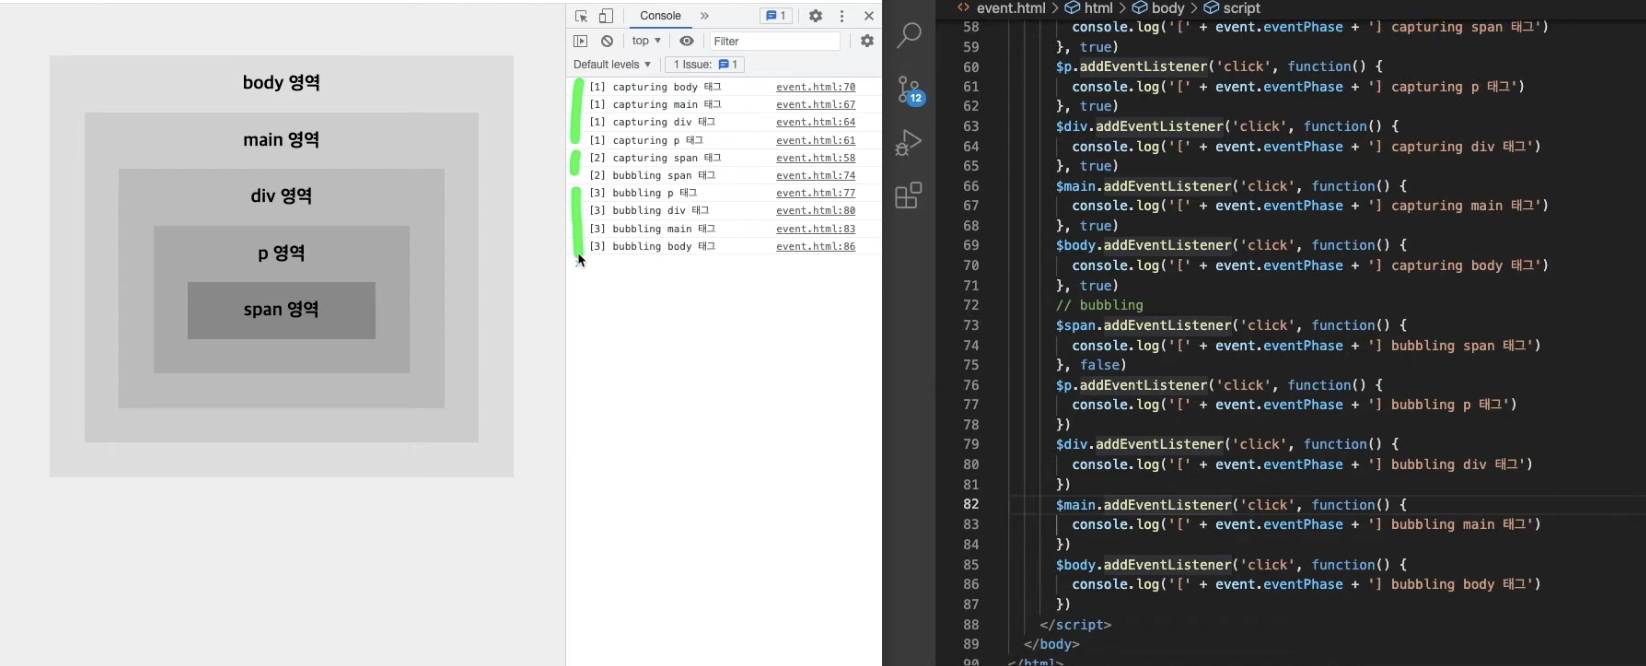 body 영역
main 영역
div 영역
p 영역
span 영역
Console
1
top
Filter
Default levels
1 Issue: 1
[1] capturing body 태그 event.html:70
[1] capturing main 태그 event.html:67
[1] capturing div 태그 event.html:64
[1] capturing p 태그 event.html:61
[2] capturing span 태그 event.html:58
[2] bubbling span 태그 event.html:74
[3] bubbling p 태그 event.html:77
[3] bubbling div 태그 event.html:80
[3] bubbling main 태그 event.html:83
[3] bubbling body 태그 event.html:86
12
<> event.html > html > body > script
58 console.log('[' + event.eventPhase + '] capturing span 태그')
59 }, true)
60 $p.addEventListener('click', function() {
61 console.log('[' + event.eventPhase + '] capturing p 태그')
62 }, true)
63 $div.addEventListener('click', function() {
64 console.log('[' + event.eventPhase + '] capturing div 태그')
65 }, true)
66 $main.addEventListener('click', function() {
67 console.log('[' + event.eventPhase + '] capturing main 태그')
68 }, true)
69 $body.addEventListener('click', function() {
70 console.log('[' + event.eventPhase + '] capturing body 태그')
71 }, true)
72 // bubbling
73 $span.addEventListener('click', function() {
74 console.log('[' + event.eventPhase + '] bubbling span 태그')
75 }, false)
76 $p.addEventListener('click', function() {
77 console.log('[' + event.eventPhase + '] bubbling p 태그')
78 })
79 $div.addEventListener('click', function() {
80 console.log('[' + event.eventPhase + '] bubbling div 태그')
81 })
82 $main.addEventListener('click', function() {
83 console.log('[' + event.eventPhase + '] bubbling main 태그')
84 })
85 $body.addEventListener('click', function() {
86 console.log('[' + event.eventPhase + '] bubbling body 태그')
87 })
88 </script>
89 </body>
90 </html>